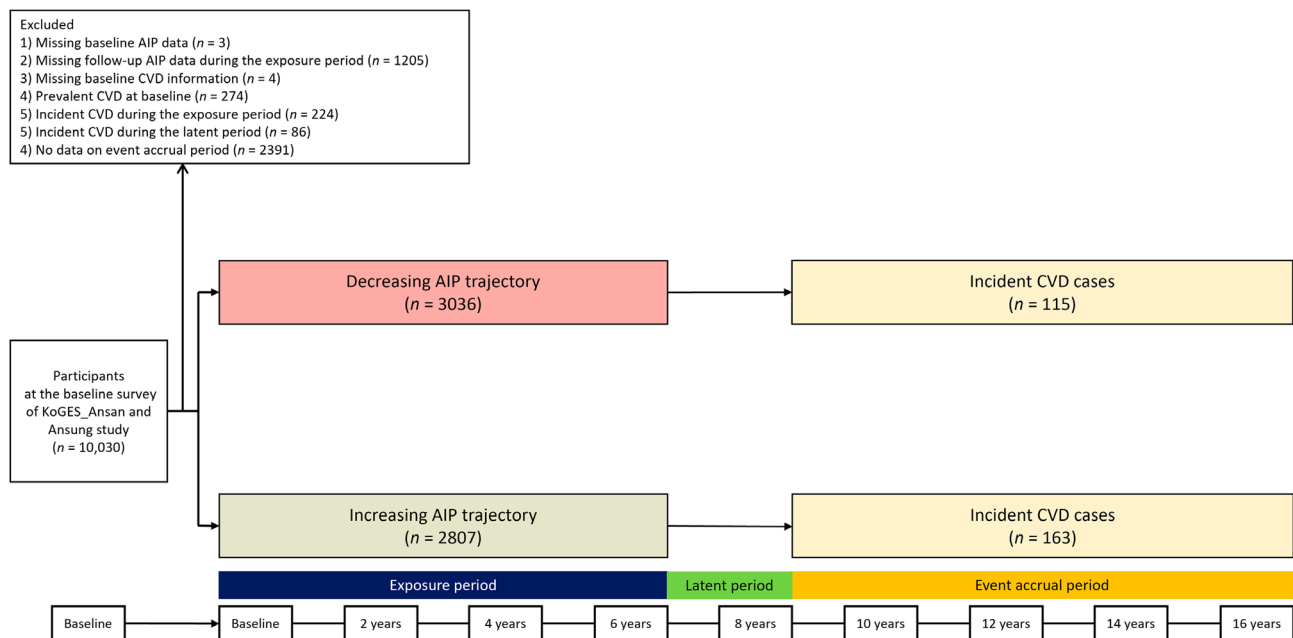 Excluded
1) Missing baseline AIP data (n = 3)
2) Missing follow-up AIP data during the exposure period (n = 1205)
3) Missing baseline CVD information (n = 4)
4) Prevalent CVD at baseline (n = 274)
5) Incident CVD during the exposure period (n = 224)
5) Incident CVD during the latent period (n = 86)
4) No data on event accrual period (n = 2391)
Decreasing AIP trajectory
(n = 3036)
Incident CVD cases
(n = 115)
Participants
at the baseline survey
of KoGES_Ansan and
Ansung study
(n = 10,030)
Increasing AIP trajectory
(n = 2807)
Incident CVD cases
(n = 163)
Exposure period
Latent period
Event accrual period
Baseline
Baseline
2 years
4 years
6 years
8 years
10 years
12 years
14 years
16 years